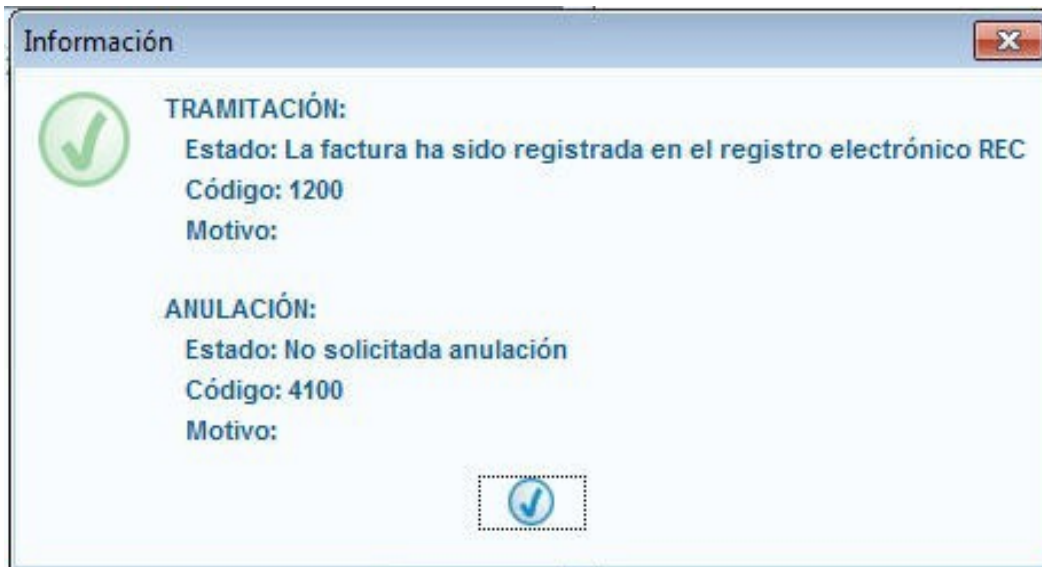 Información
TRAMITACIÓN:
Estado: La factura ha sido registrada en el registro electrónico REC
Código: 1200
Motivo:
ANULACIÓN:
Estado: No solicitada anulación
Código: 4100
Motivo: